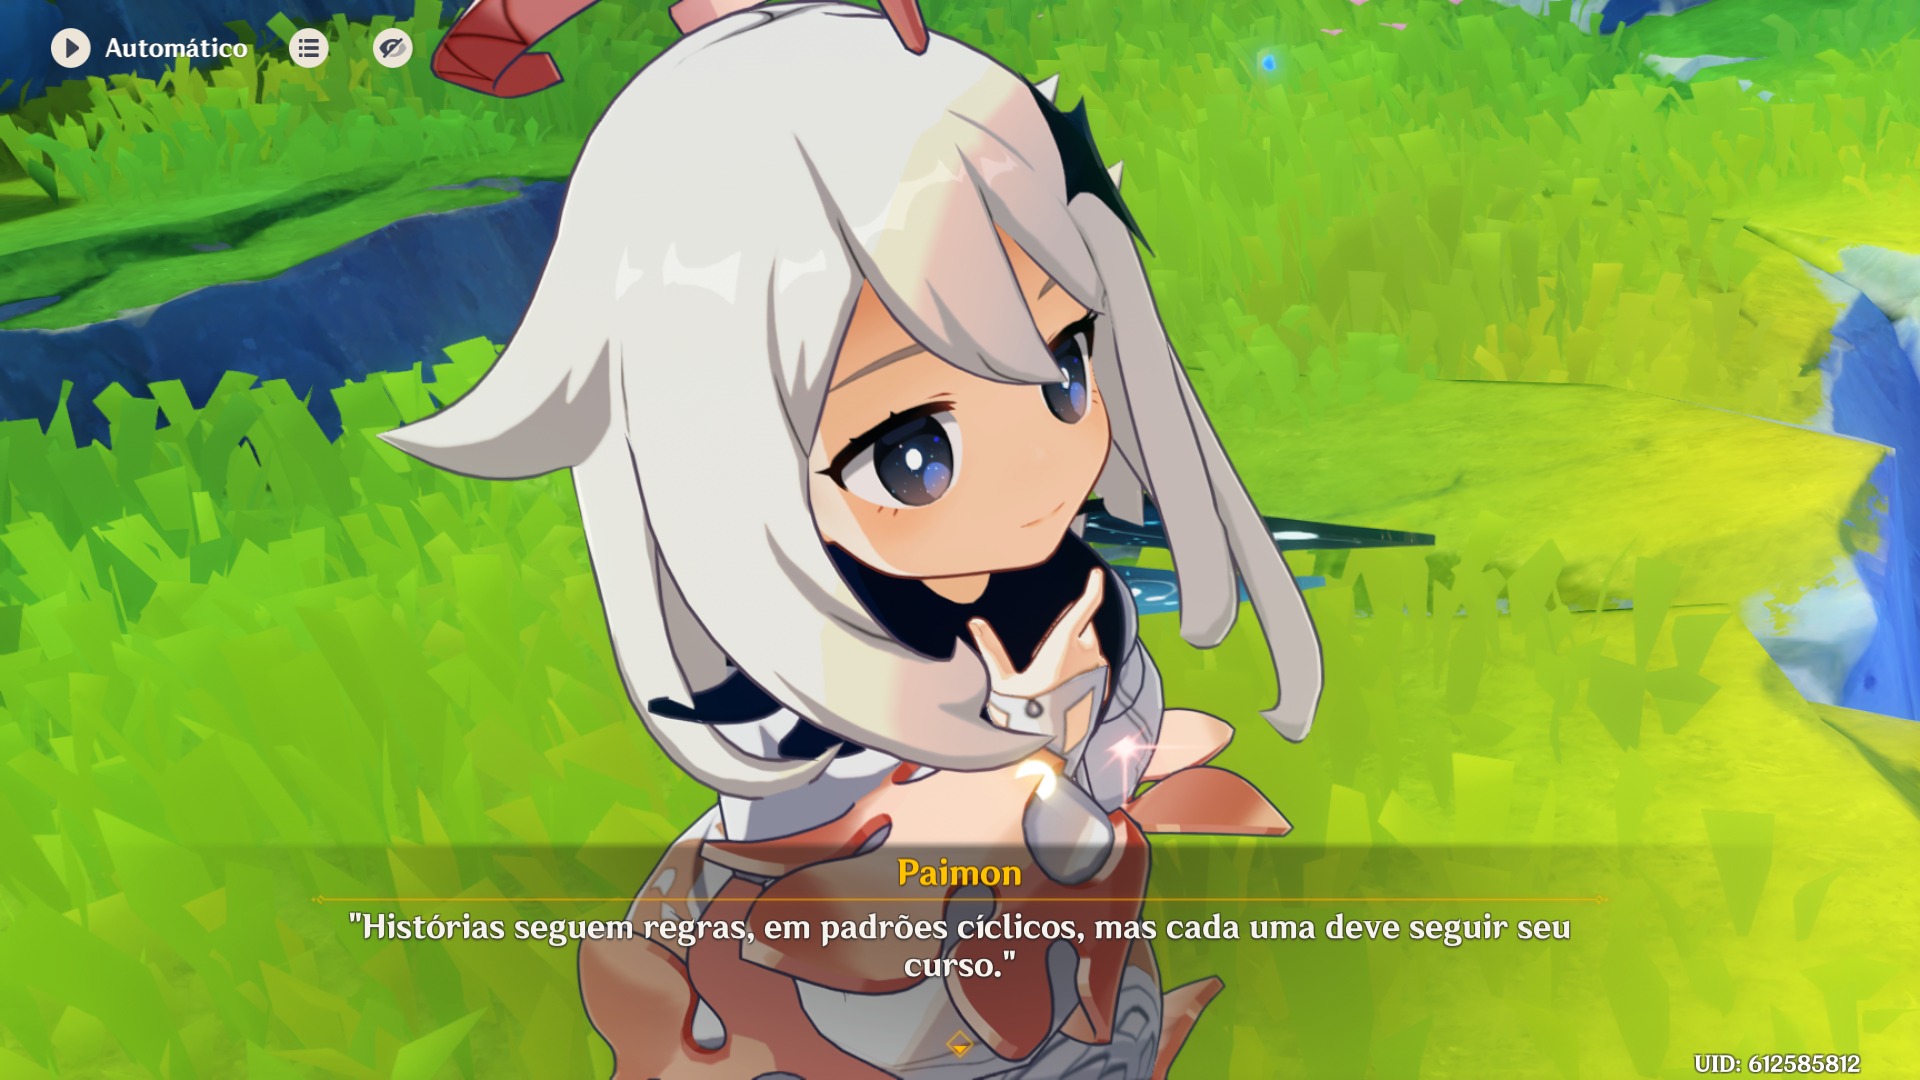 Automático
Paimon
"Histórias seguem regras, em padrões cíclicos, mas cada uma deve seguir seu
curso."
UID: 612585812